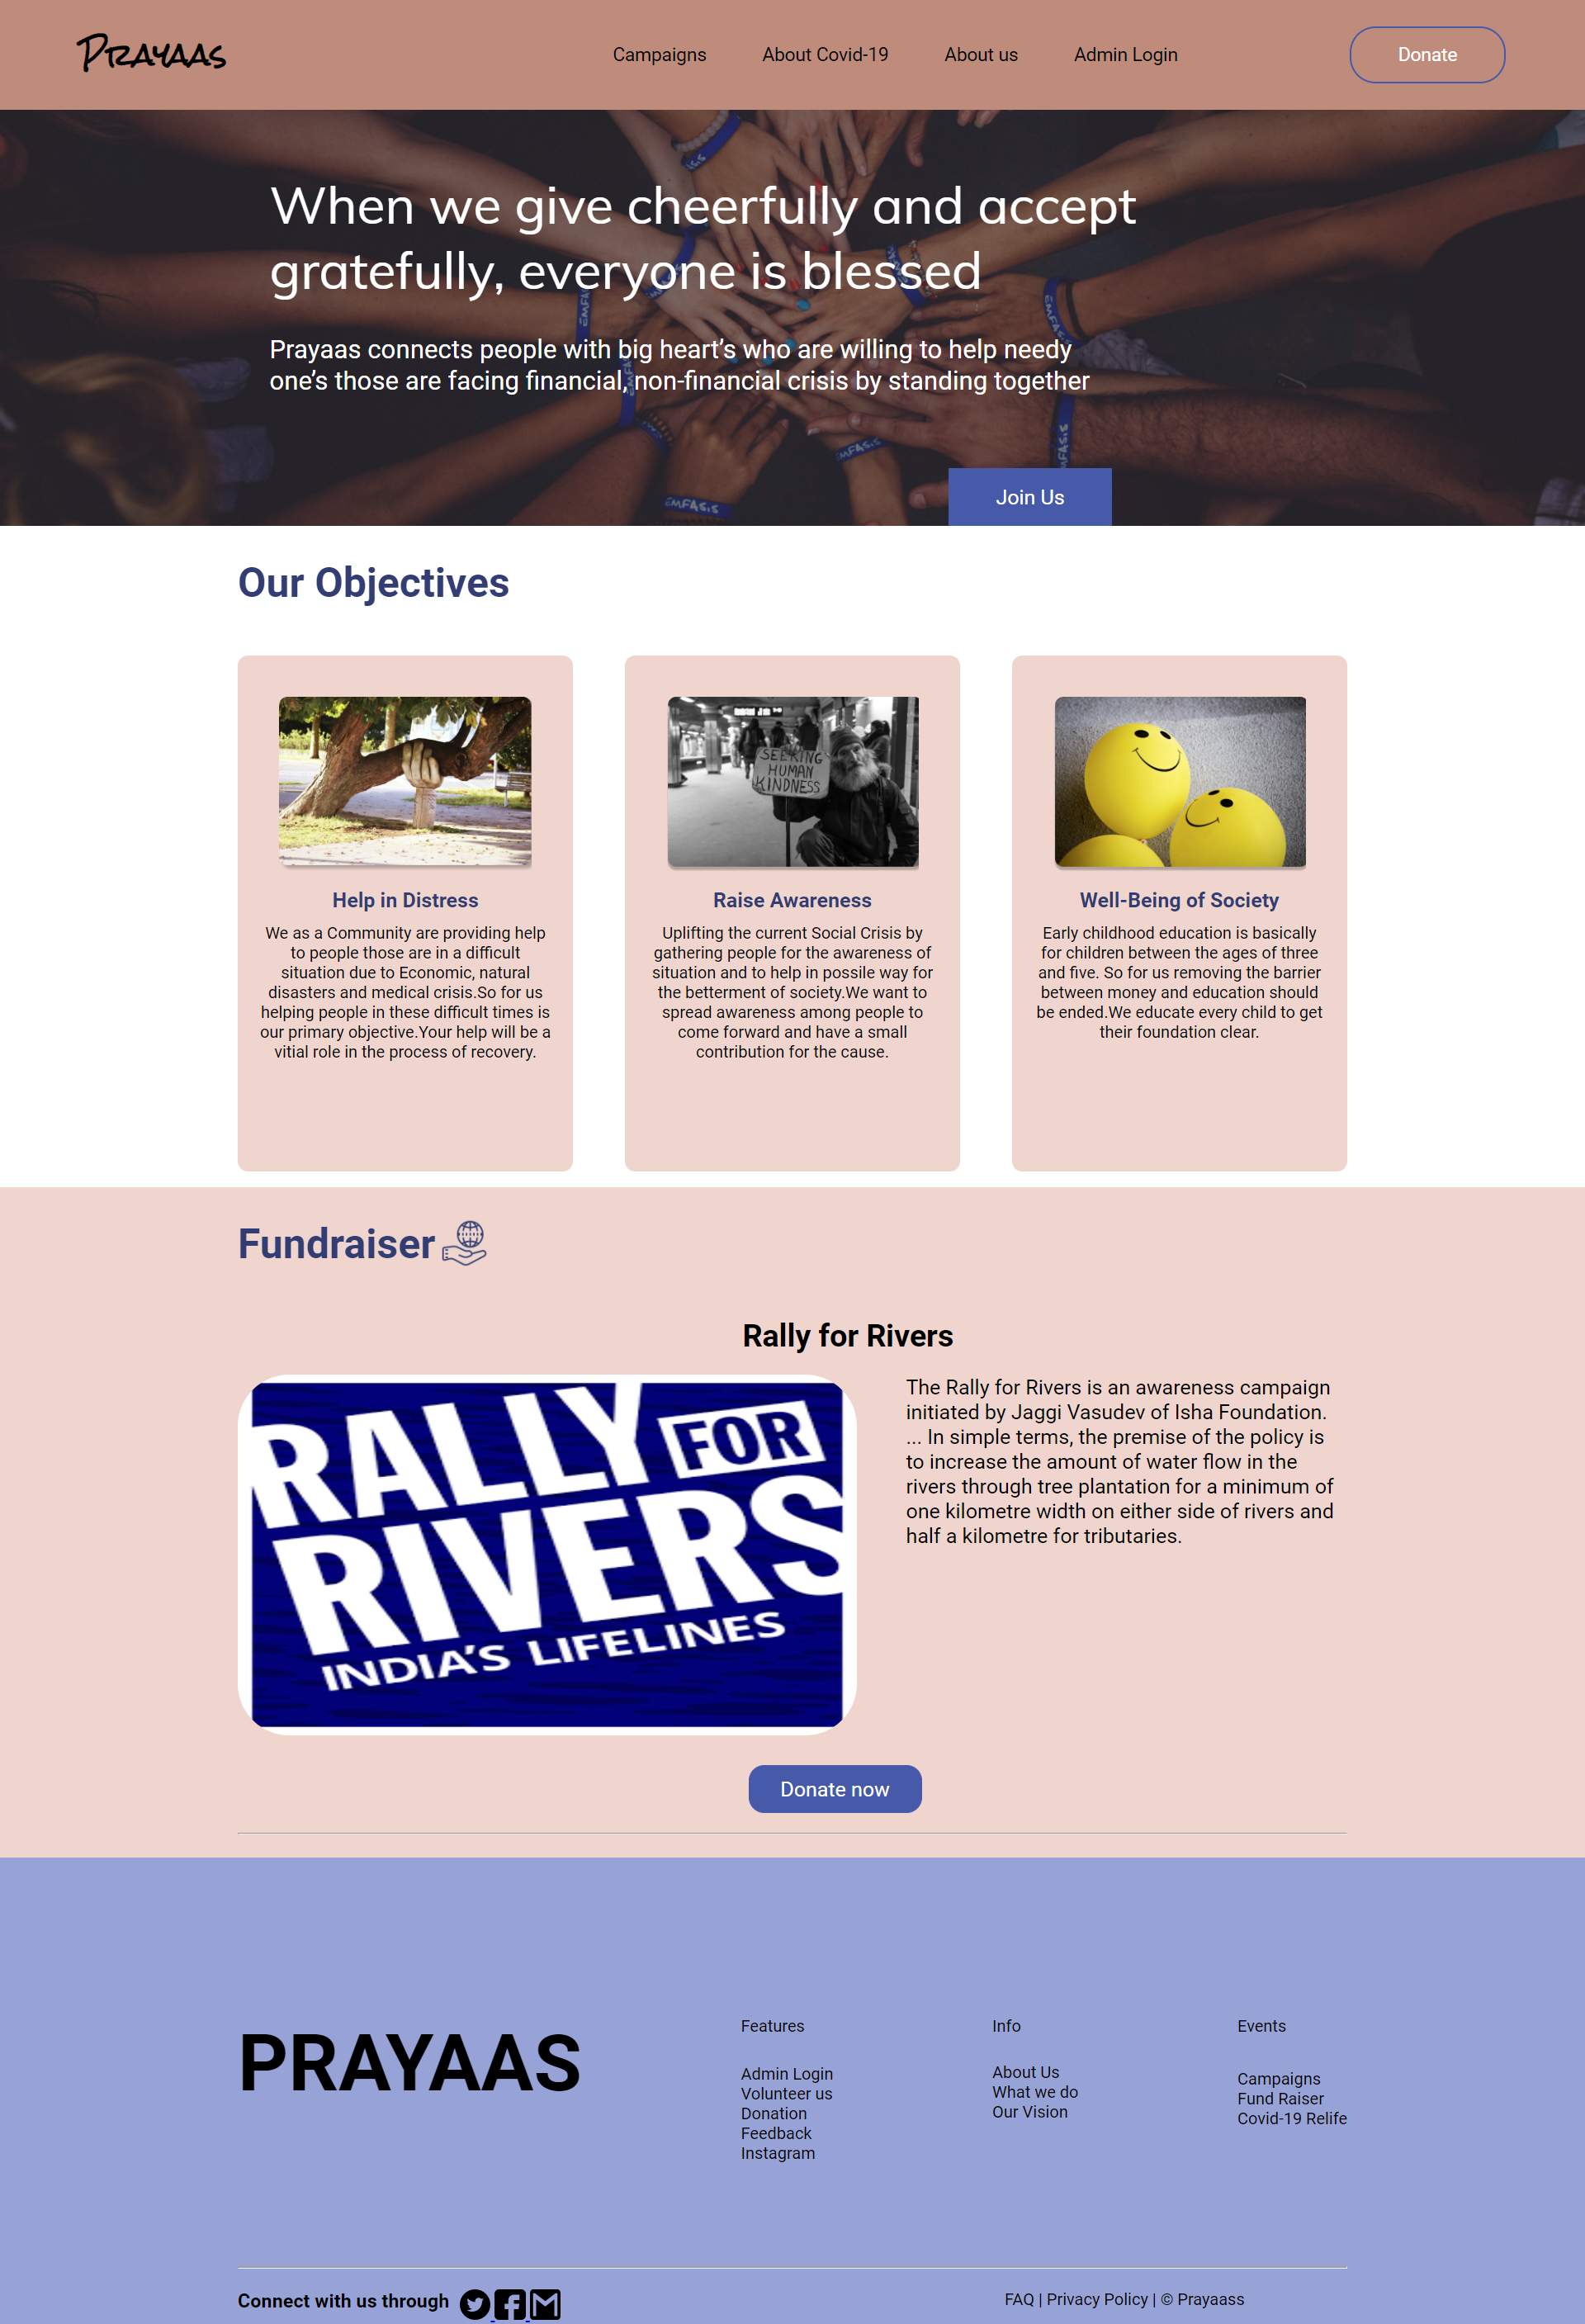 Prayaas
Campaigns
About Covid-19
About us
Admin Login
Donate
When we give cheerfully and accept
gratefully, everyone is blessed
Prayaas connects people with big heart’s who are willing to help needy
one’s those are facing financial, non-financial crisis by standing together
EMFASIS
EMFASIS
EMFASIS
Join Us
Our Objectives
SEEKING
HUMAN
KINDNESS
Help in Distress
We as a Community are providing help
to people those are in a difficult
situation due to Economic, natural
disasters and medical crisis.So for us
helping people in these difficult times is
our primary objective.Your help will be a
vitial role in the process of recovery.
Raise Awareness
Uplifting the current Social Crisis by
gathering people for the awareness of
situation and to help in possile way for
the betterment of society.We want to
spread awareness among people to
come forward and have a small
contribution for the cause.
Well-Being of Society
Early childhood education is basically
for children between the ages of three
and five. So for us removing the barrier
between money and education should
be ended.We educate every child to get
their foundation clear.
Fundraiser
Rally for Rivers
RALLY FOR
RIVERS
INDIA'S LIFELINES
The Rally for Rivers is an awareness campaign
initiated by Jaggi Vasudev of Isha Foundation.
... In simple terms, the premise of the policy is
to increase the amount of water flow in the
rivers through tree plantation for a minimum of
one kilometre width on either side of rivers and
half a kilometre for tributaries.
Donate now
PRAYAAS
Features
Admin Login
Volunteer us
Donation
Feedback
Instagram
Info
About Us
What we do
Our Vision
Events
Campaigns
Fund Raiser
Covid-19 Relife
Connect with us through
FAQ | Privacy Policy | © Prayaass